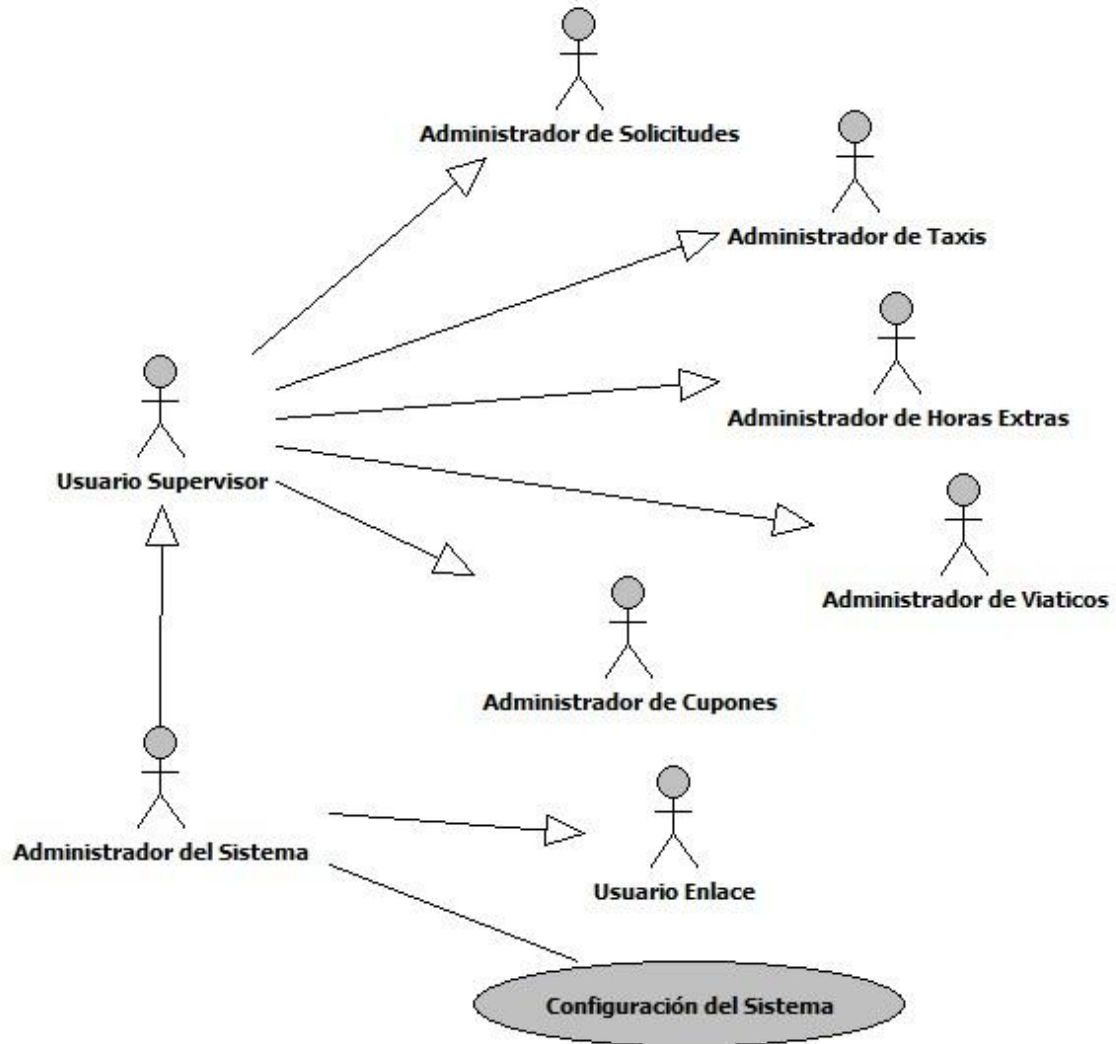 Administrador de Solicitudes
Administrador de Taxis
Administrador de Horas Extras
Usuario Supervisor
Administrador de Viaticos
Administrador de Cupones
Administrador del Sistema
Usuario Enlace
Configuración del Sistema